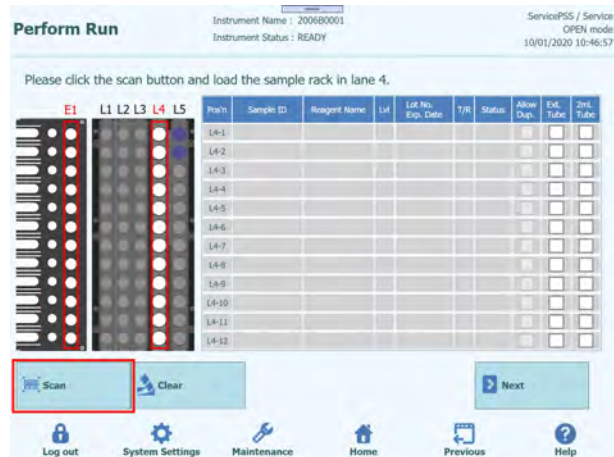 Perform Run
Instrument Name : 2006B0001
Instrument Status : READY
ServicePSS / Service
OPEN mode
10/01/2020 10:46:57
Please click the scan button and load the sample rack in lane 4.
E1 L1 L2 L3 L4 L5
Pos'n Sample ID Reagent Name Lvl Lot No. Exp. Date T/R Status Allow Dup. Ext. Tube 2mL Tube
L4-1
L4-2
L4-3
L4-4
L4-5
L4-6
L4-7
L4-8
L4-9
L4-10
L4-11
L4-12
Scan Clear Next
Log out System Settings Maintenance Home Previous Help